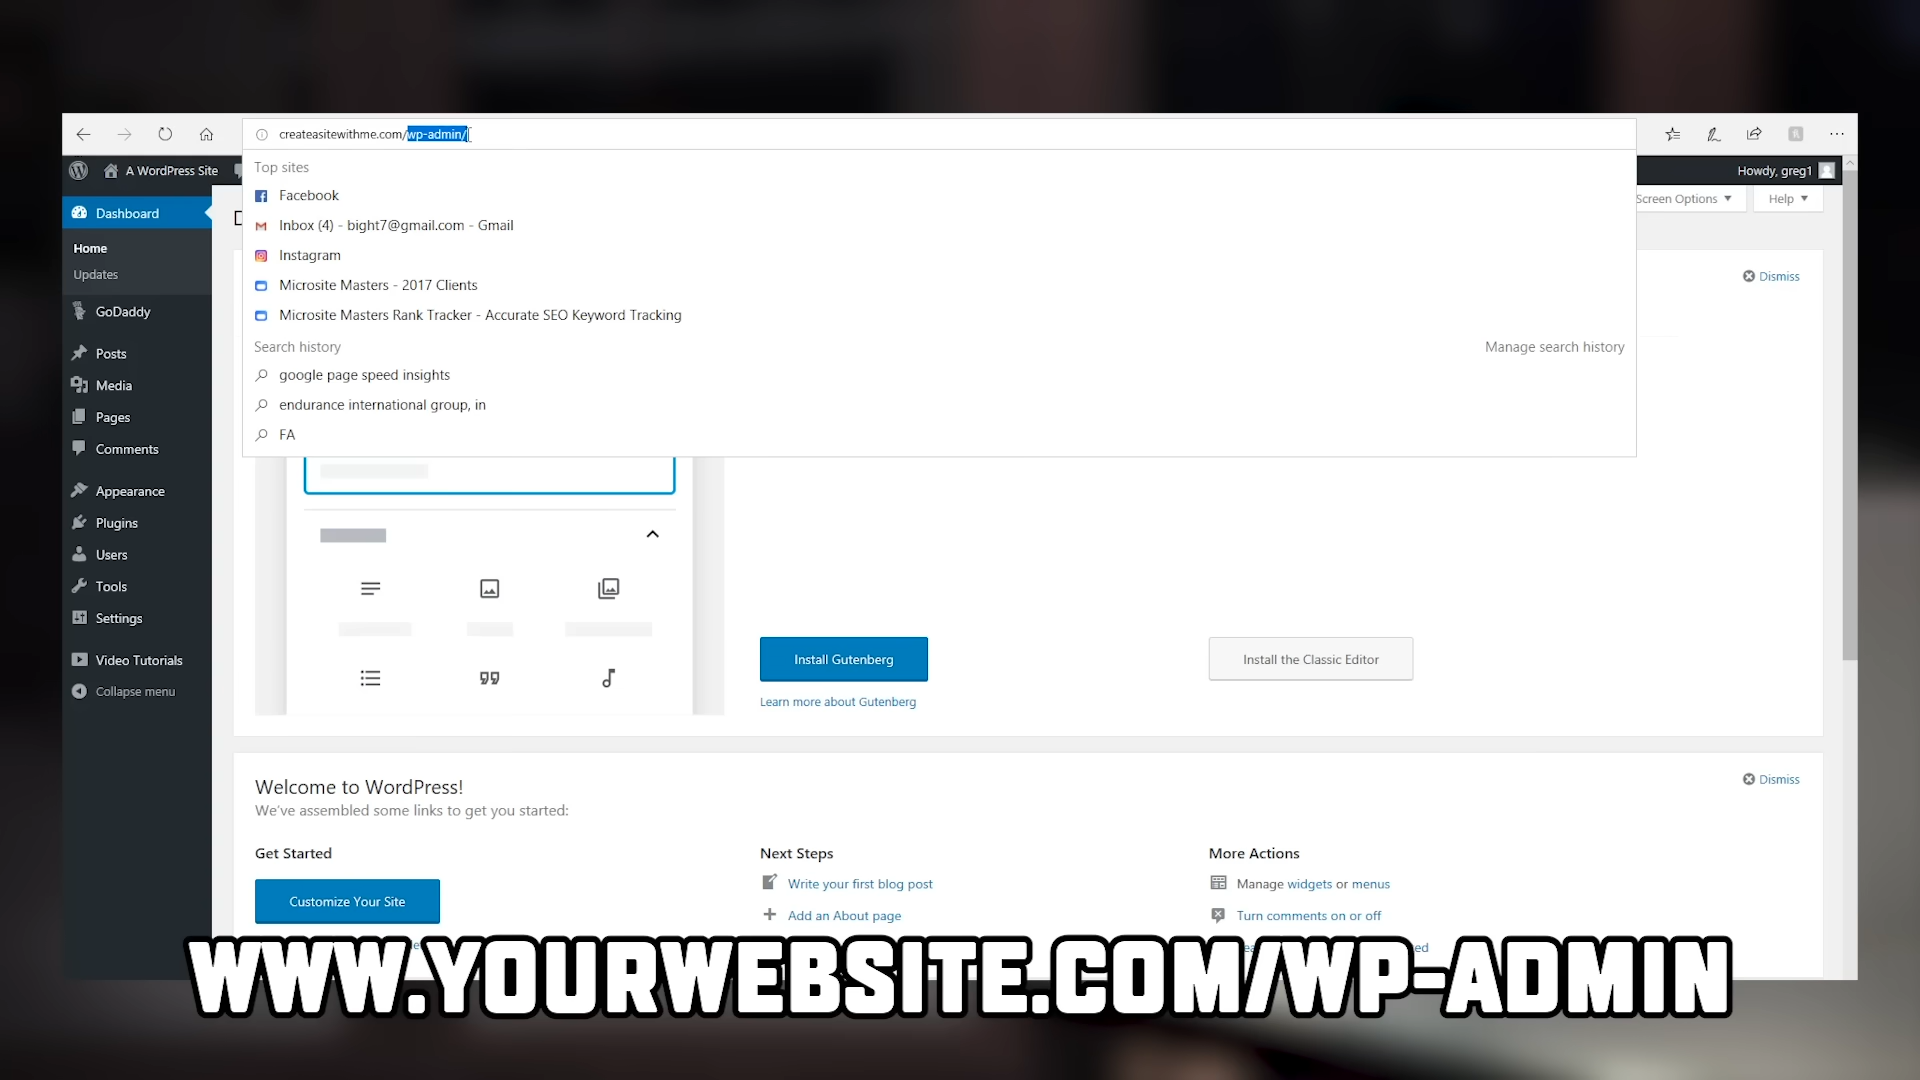 createasitewithme.com/wp-admin/
A WordPress Site
Howdy, greg1
Top sites
Facebook
Inbox (4) - bight7@gmail.com - Gmail
Instagram
Microsite Masters - 2017 Clients
Microsite Masters Rank Tracker - Accurate SEO Keyword Tracking
Search history
Manage search history
google page speed insights
endurance international group, in
FA
Screen Options
Help
Dismiss
Dashboard
Home
Updates
GoDaddy
Posts
Media
Pages
Comments
Appearance
Plugins
Users
Tools
Settings
Video Tutorials
Collapse menu
Install Gutenberg
Install the Classic Editor
Learn more about Gutenberg
Welcome to WordPress!
Dismiss
We've assembled some links to get you started:
Get Started
Next Steps
More Actions
Customize Your Site
Write your first blog post
Add an About page
Manage widgets or menus
Turn comments on or off
WWW.YOURWEBSITE.COM/WP-ADMIN